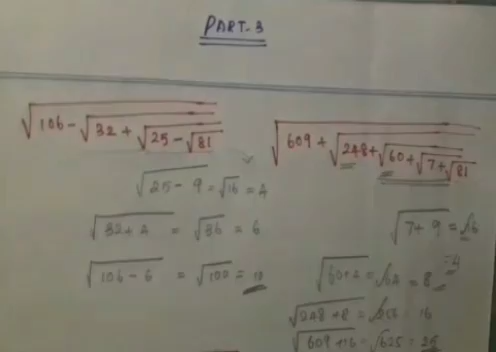 PART-3
√106-√32+√25-√81
√25-9 = √16 = 4
√32+4 = √36 = 6
√106-6 = √100 = 10
√609+√248+√60+√7+√81
√7+9 = √16 = 4
√60+4 = √64 = 8
√248+8 = √256 = 16
√609+16 = √625 = 25